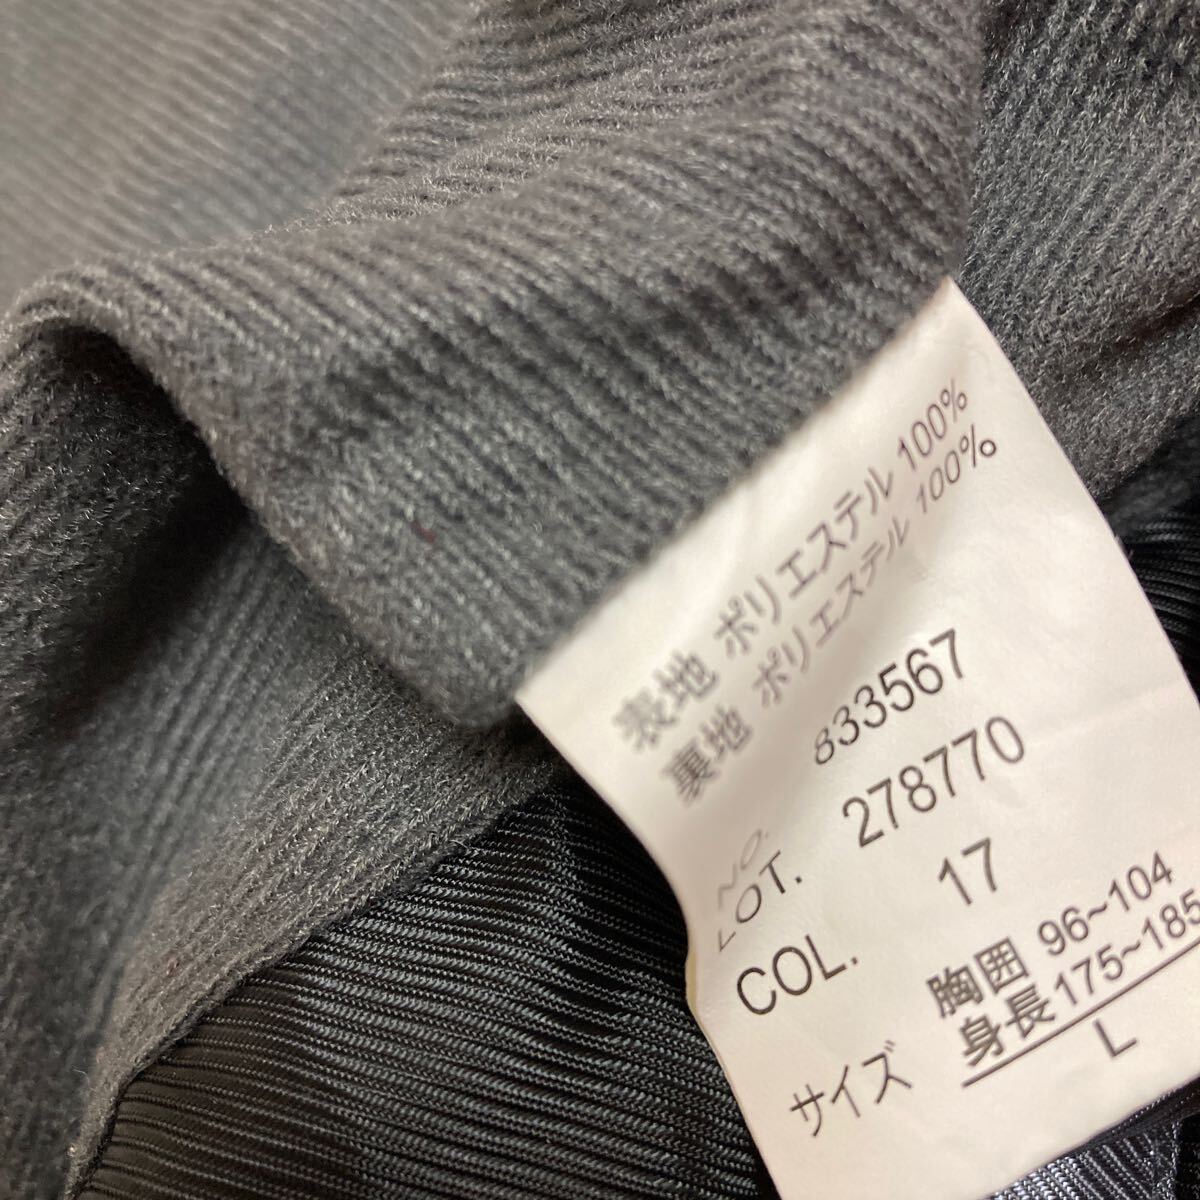 表地 ポリエステル 100%
裏地 ポリエステル 100%
NO. 833567
LOT. 278770
COL. 17
サイズ 胸囲 96~104
身長 175~185
L